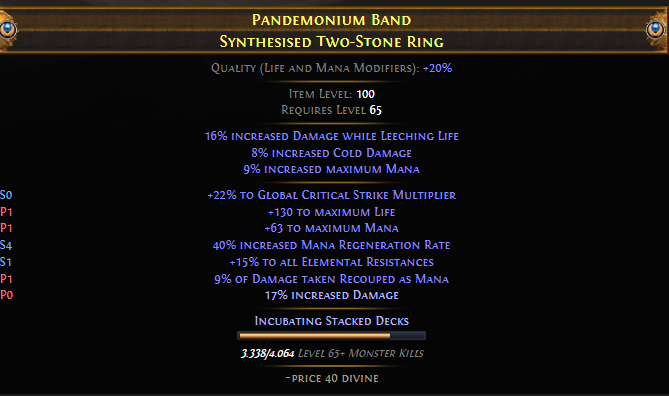 Pandemonium Band
Synthesised Two-Stone Ring
Quality (Life and Mana Modifiers): +20%
Item Level: 100
Requires Level 65
16% increased Damage while Leeching Life
8% increased Cold Damage
9% increased maximum Mana
S0 +22% to Global Critical Strike Multiplier
P1 +130 to maximum Life
P1 +63 to maximum Mana
S4 40% increased Mana Regeneration Rate
S1 +15% to all Elemental Resistances
P1 9% of Damage taken Recouped as Mana
P0 17% increased Damage
Incubating Stacked Decks
3.338/4.064 Level 65+ Monster Kills
~price 40 divine